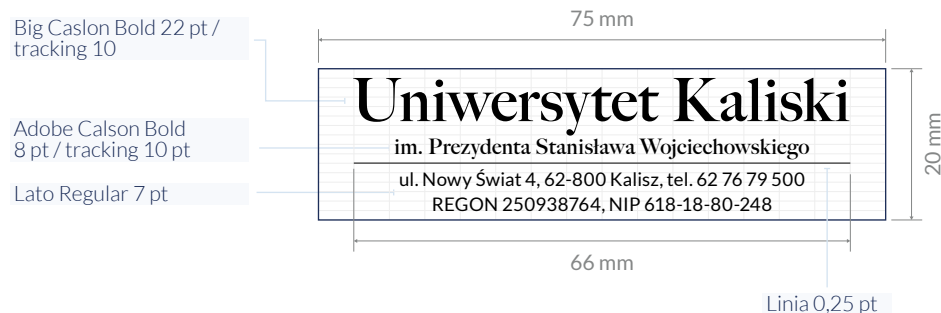 75 mm
Big Caslon Bold 22 pt /
tracking 10
Uniwersytet Kaliski
Adobe Calson Bold
8 pt / tracking 10 pt
im. Prezydenta Stanisława Wojciechowskiego
20 mm
Lato Regular 7 pt
ul. Nowy Świat 4, 62-800 Kalisz, tel. 62 76 79 500
REGON 250938764, NIP 618-18-80-248
66 mm
Linia 0,25 pt